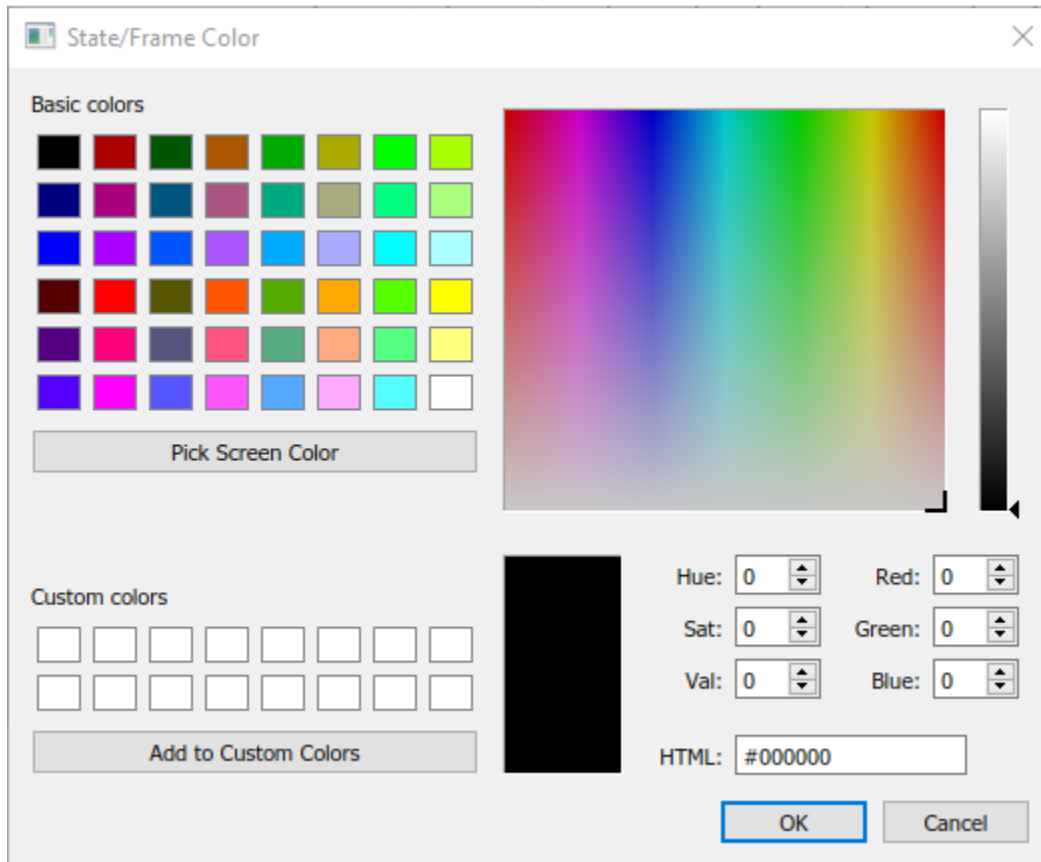 State/Frame Color
Basic colors
Pick Screen Color
Custom colors
Add to Custom Colors
Hue: 0 Red: 0
Sat: 0 Green: 0
Val: 0 Blue: 0
HTML: #000000
OK Cancel